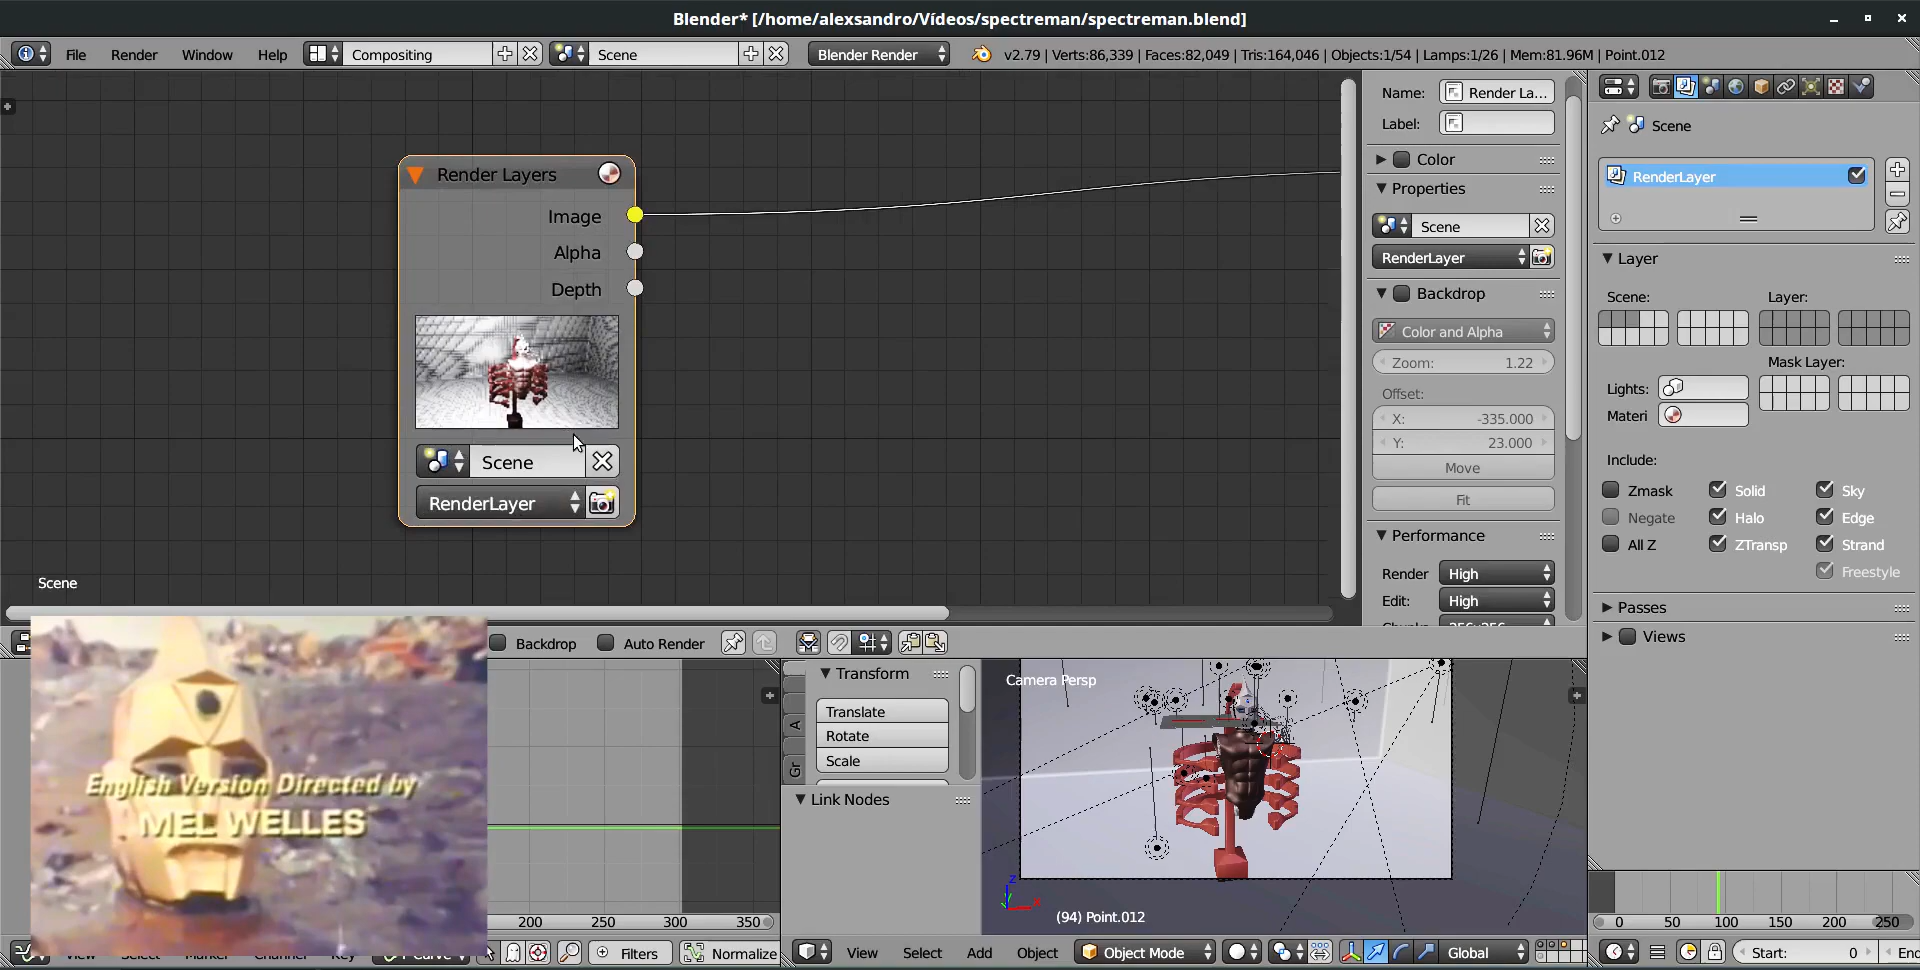 Blender* [/home/alexsandro/Vídeos/spectreman/spectreman.blend]
File Render Window Help Compositing Scene Blender Render v2.79 | Verts:86,339 | Faces:82,049 | Tris:164,046 | Objects:1/54 | Lamps:1/26 | Mem:81.96M | Point.012
Render Layers
Image
Alpha
Depth
Scene
RenderLayer
Scene
Name: Render La...
Label:
Color
Properties
Scene
RenderLayer
Backdrop
Color and Alpha
Zoom: 1.22
Offset:
X: -335.000
Y: 23.000
Move
Fit
Performance
Render High
Edit: High
Scene
RenderLayer
Layer
Scene: Layer:
Mask Layer:
Lights:
Materi
Include:
Zmask Solid Sky
Negate Halo Edge
All Z ZTransp Strand
Freestyle
Passes
Views
Backdrop Auto Render
English Version Directed by
MEL WELLES
200 250 300 350
Filters Normalize
Transform
Translate
Rotate
Scale
A
Gr
Link Nodes
Camera Persp
z
x
(94) Point.012
View Select Add Object Object Mode Global
0 50 100 150 200 250
Start: 0